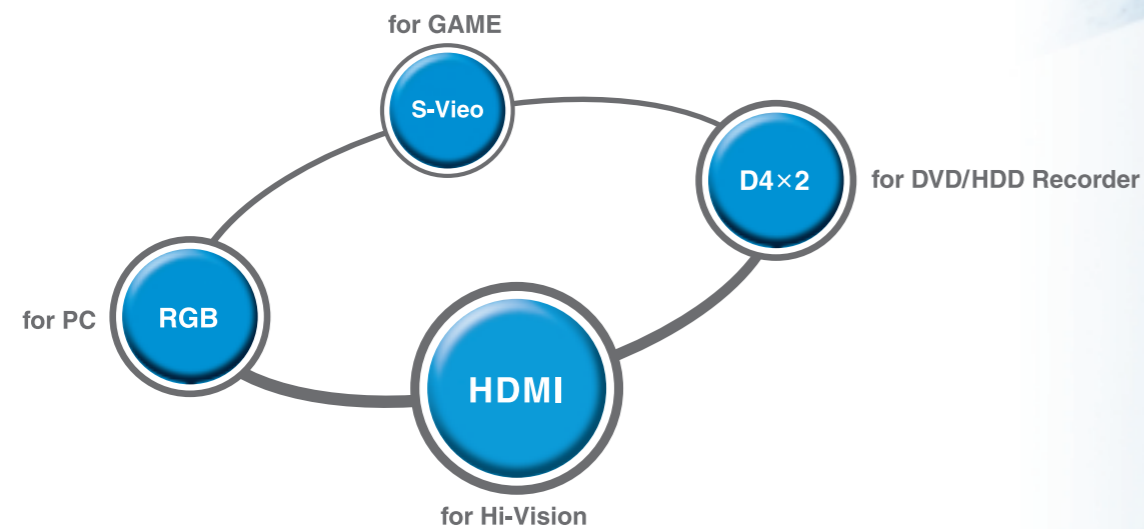 for GAME
S-Vieo
D4×2
for DVD/HDD Recorder
for PC
RGB
HDMI
for Hi-Vision